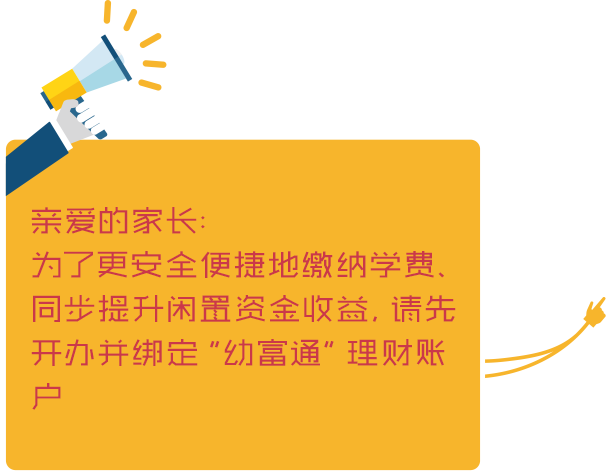 亲爱的家长:
为了更安全便捷地缴纳学费、
同步提升闲置资金收益, 请先
开办并绑定 "幼富通" 理财账
户